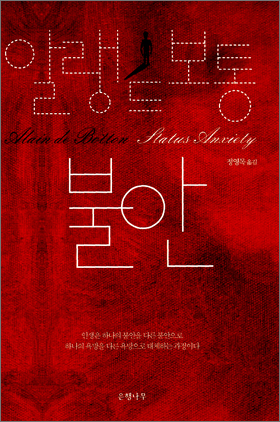 알랭 드 보통
Alain de Botton Status Anxiety
정영목 옮김
불안
인생은 하나의 불안을 다른 불안으로,
하나의 욕망을 다른 욕망으로 대체하는 과정이다
은행나무